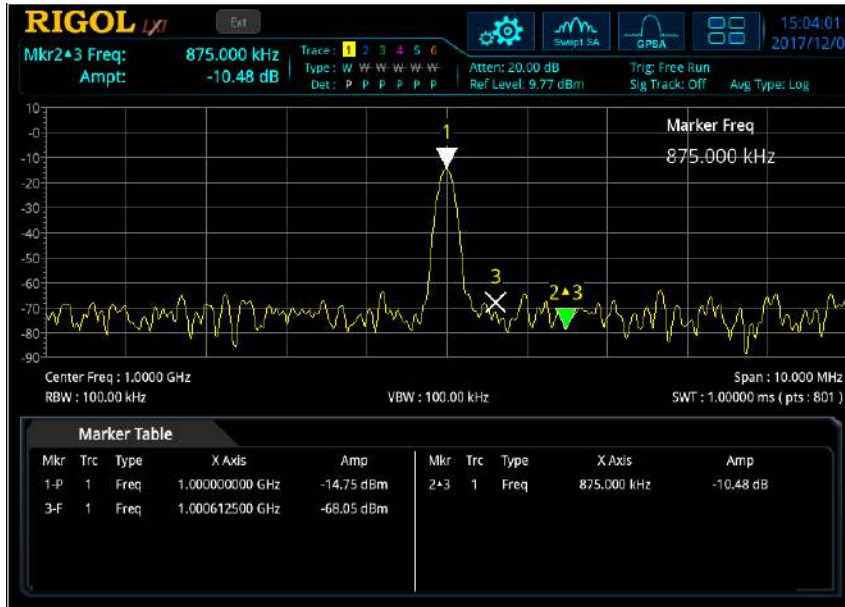 RIGOL LXI Ext 15:04:01
Swept SA GPSA 2017/12/0
Mkr2▲3 Freq: 875.000 kHz
Ampt: -10.48 dB
Trace: 1 2 3 4 5 6
Type: W W W W W W
Det: P P P P P P
Atten: 20.00 dB Trig: Free Run
Ref Level: 9.77 dBm Sig Track: Off Avg Type: Log
10
-0
-10
-20
-30
-40
-50
-60
-70
-80
-90
1
Marker Freq
875.000 kHz
3
2▲3
Center Freq : 1.0000 GHz Span : 10.000 MHz
RBW : 100.00 kHz VBW : 100.00 kHz SWT : 1.00000 ms ( pts : 801 )
Marker Table
Mkr Trc Type X Axis Amp Mkr Trc Type X Axis Amp
1-P 1 Freq 1.000000000 GHz -14.75 dBm 2▲3 1 Freq 875.000 kHz -10.48 dB
3-F 1 Freq 1.000612500 GHz -68.05 dBm